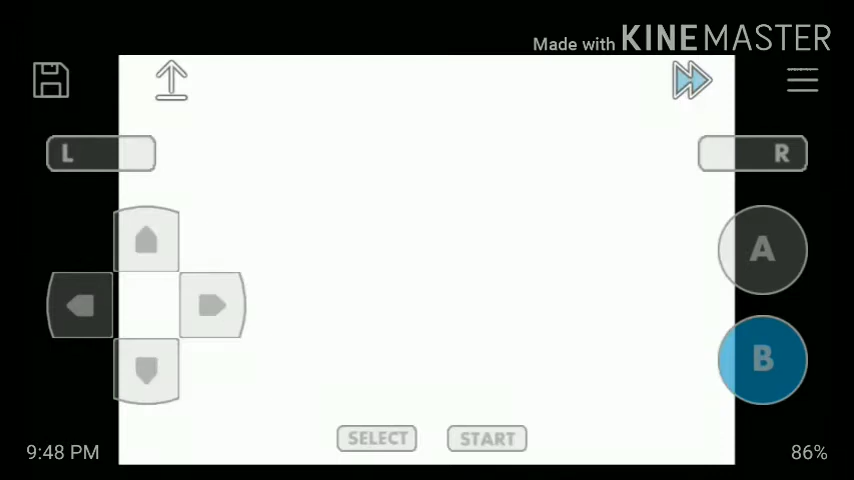 Made with KINEMASTER
L
R
A
B
SELECT
START
9:48 PM
86%